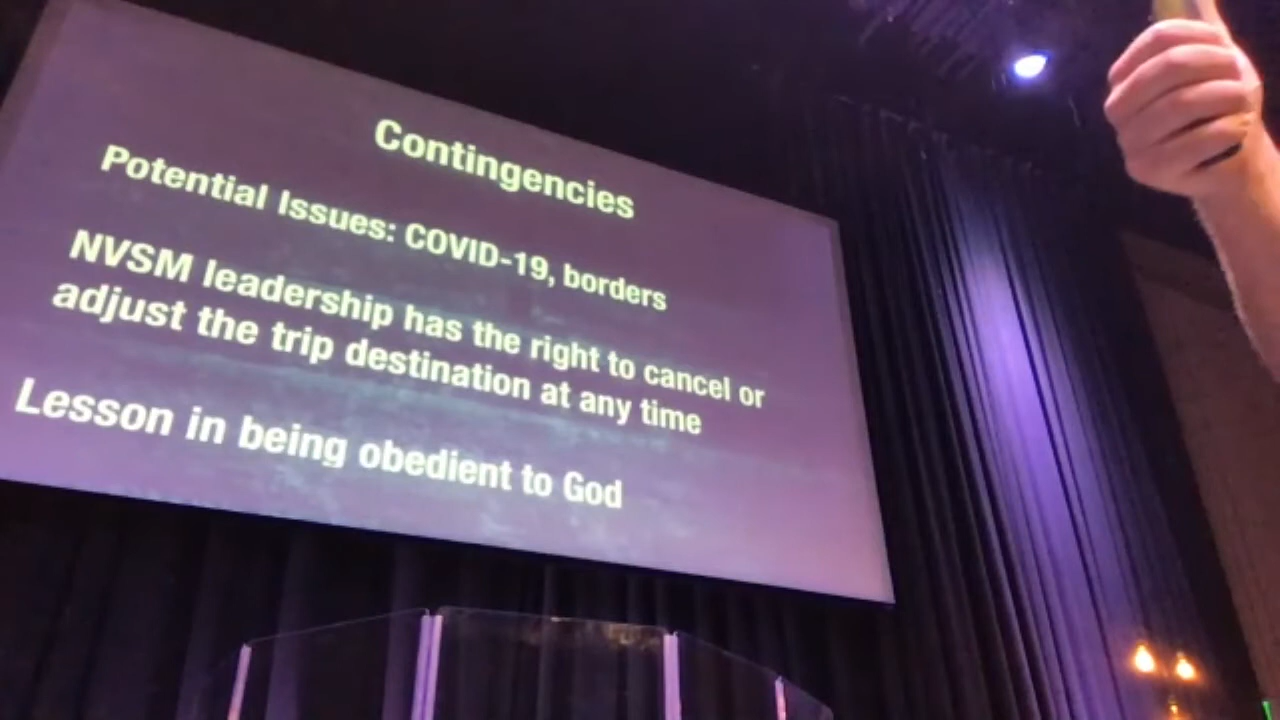 Contingencies
Potential Issues: COVID-19, borders
NVSM leadership has the right to cancel or
adjust the trip destination at any time
Lesson in being obedient to God